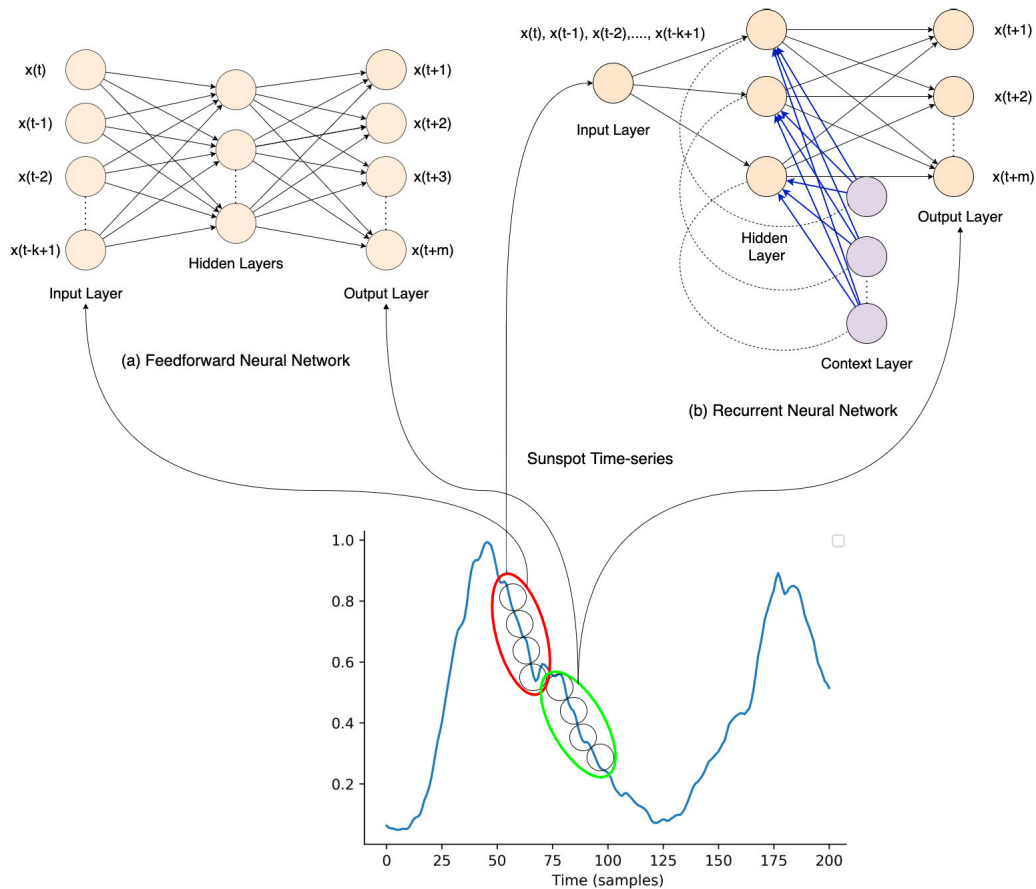 x(t)
x(t-1)
x(t-2)
x(t-k+1)
Input Layer
Hidden Layers
x(t+1)
x(t+2)
x(t+3)
x(t+m)
Output Layer
(a) Feedforward Neural Network
x(t), x(t-1), x(t-2),...., x(t-k+1)
Input Layer
Hidden
Layer
Context Layer
x(t+1)
x(t+2)
x(t+m)
Output Layer
(b) Recurrent Neural Network
Sunspot Time-series
1.0
0.8
0.6
0.4
0.2
0 25 50 75 100 125 150 175 200
Time (samples)